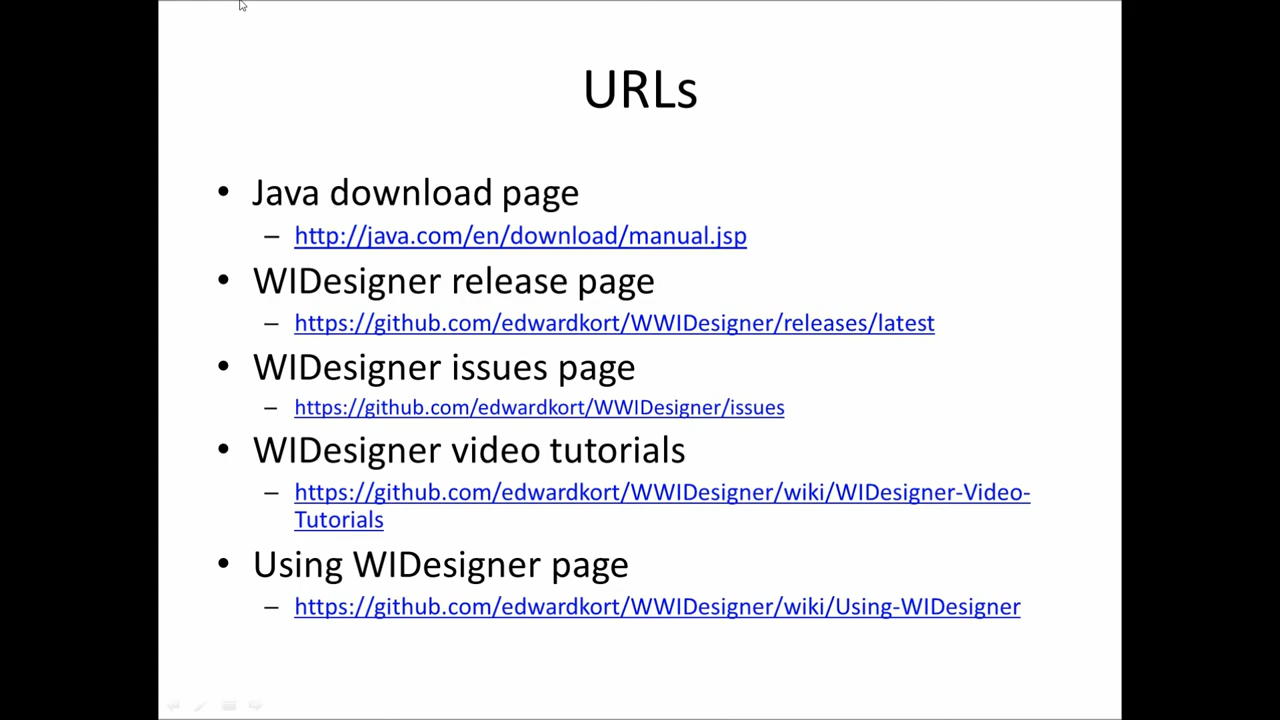 URLs
• Java download page
– http://java.com/en/download/manual.jsp
• WIDesigner release page
– https://github.com/edwardkort/WWIDesigner/releases/latest
• WIDesigner issues page
– https://github.com/edwardkort/WWIDesigner/issues
• WIDesigner video tutorials
– https://github.com/edwardkort/WWIDesigner/wiki/WIDesigner-Video-
Tutorials
• Using WIDesigner page
– https://github.com/edwardkort/WWIDesigner/wiki/Using-WIDesigner